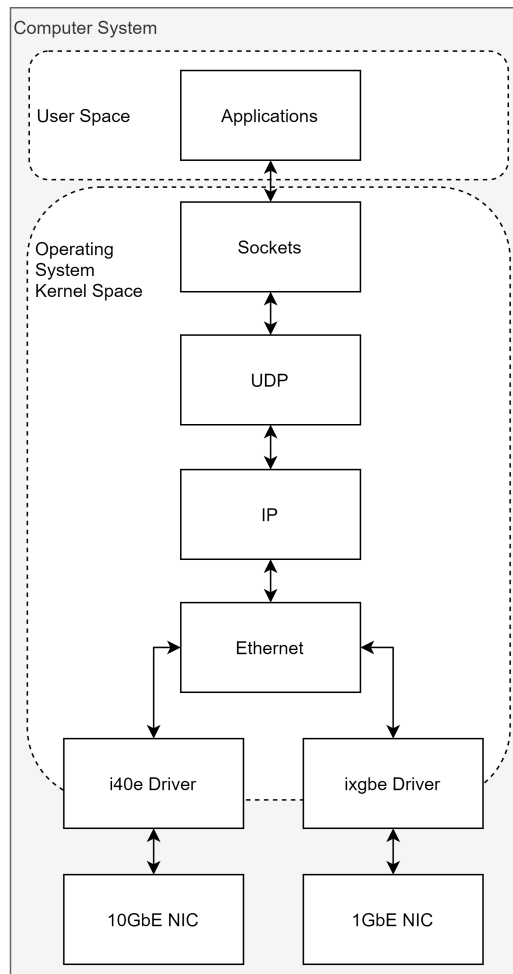 Computer System
User Space
Applications
Operating
System
Kernel Space
Sockets
UDP
IP
Ethernet
i40e Driver
ixgbe Driver
10GbE NIC
1GbE NIC